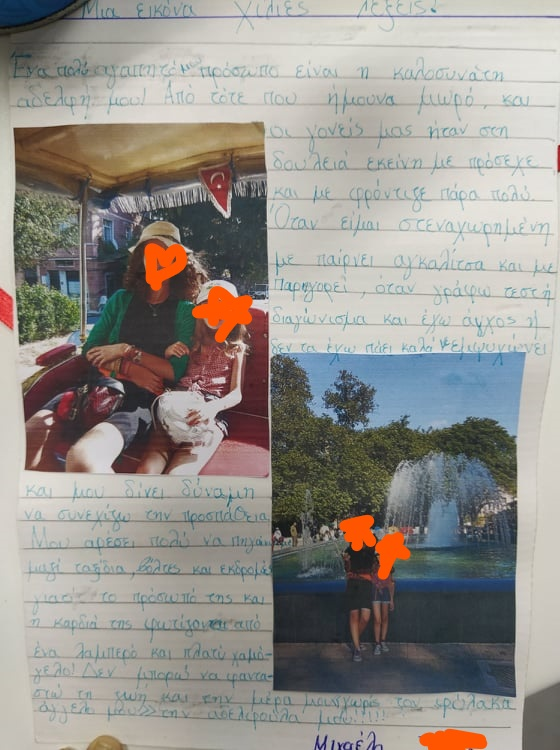 Μια εικόνα Χίλιες λέξεις!
Ένα πολύ αγαπητό μου πρόσωπο είναι η καλοσυνάτη
αδελφή μου! Από τότε που ήμουνα μωρό, και
οι γονείς μας ήταν στη
δουλειά εκείνη με πρόσεχε
και με φρόντιζε πάρα πολύ.
Όταν είμαι στεναχωρημένη
με παίρνει αγκαλίτσα και με
παρηγορεί, όταν γράφω τεστ ή
διαγώνισμα και έχω άγχος ή
δεν τα έχω πάει καλά με εμψυχώνει
και μου δίνει δύναμη
να συνεχίζω την προσπάθεια.
Μου αρέσει πολύ να πηγαίνω
μαζί ταξίδια, βόλτες και εκδρομές
γιατί το πρόσωπό της και
η καρδιά της φωτίζονται από
ένα λαμπερό και πλατύ χαμό-
γελο! Δεν μπορώ να φαντα-
στώ τη ζωή και την μέρα μου χωρίς τον
άγγελο μου >> την αδελφούλα μου!!!!